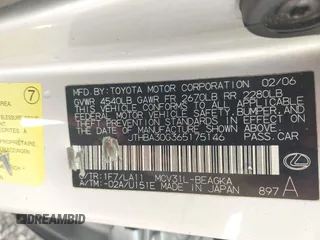 AREA.
7
MFD. BY: TOYOTA MOTOR CORPORATION 02/06
GVWR 4540LB GAWR FR 2670LB RR 2280LB
THIS VEHICLE CONFORMS TO ALL APPLICABLE
FEDERAL MOTOR VEHICLE SAFETY, BUMPER, AND
THEFT PREVENTION STANDARDS IN EFFECT ON
THE DATE OF MANUFACTURE SHOWN ABOVE.
JTHBA30G365175146 PASS CAR
C/TR:1F7/LA11 MCV31L-BEAGKA
A/TM:-02A/U151E MADE IN JAPAN 897 A
DREAMBID